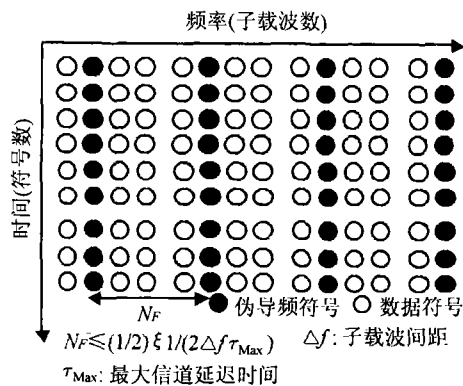 频率(子载波数)
时间(符号数)
N_F
伪导频符号 数据符号
N_F≤(1/2)ξ1/(2△fτ_Max) △f:子载波间距
τ_Max:最大信道延迟时间